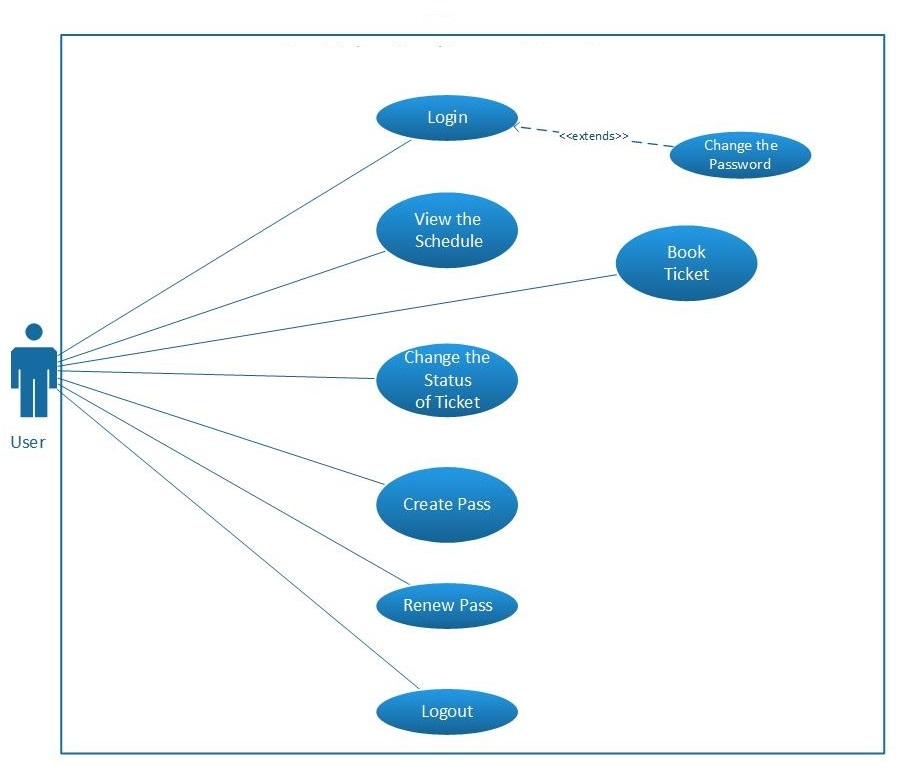 Login
<<extends>>
Change the
Password
View the
Schedule
Book
Ticket
Change the
Status
of Ticket
User
Create Pass
Renew Pass
Logout